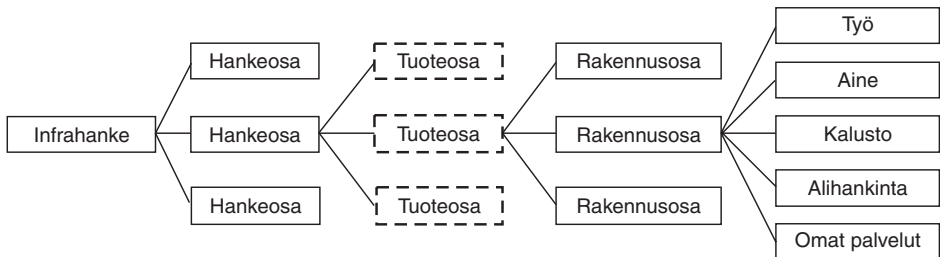 Infrahanke
Hankeosa
Hankeosa
Hankeosa
Tuoteosa
Tuoteosa
Tuoteosa
Rakennusosa
Rakennusosa
Rakennusosa
Työ
Aine
Kalusto
Alihankinta
Omat palvelut